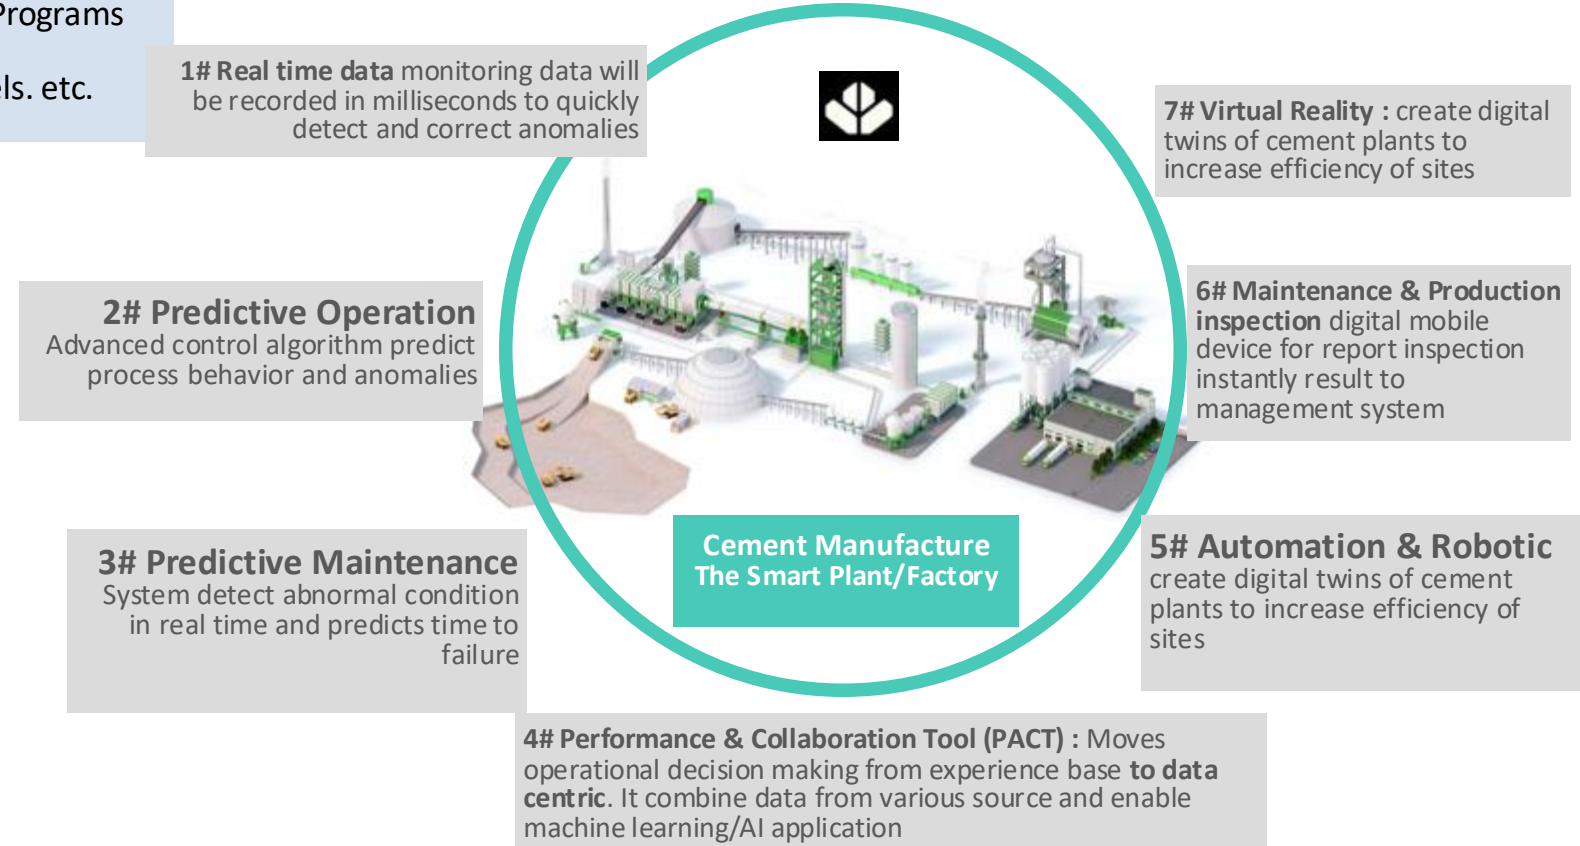 Programs
els. etc.
1# Real time data monitoring data will
be recorded in milliseconds to quickly
detect and correct anomalies
2# Predictive Operation
Advanced control algorithm predict
process behavior and anomalies
3# Predictive Maintenance
System detect abnormal condition
in real time and predicts time to
failure
4# Performance & Collaboration Tool (PACT) : Moves
operational decision making from experience base to data
centric. It combine data from various source and enable
machine learning/AI application
Cement Manufacture
The Smart Plant/Factory
5# Automation & Robotic
create digital twins of cement
plants to increase efficiency of
sites
6# Maintenance & Production
inspection digital mobile
device for report inspection
instantly result to
management system
7# Virtual Reality : create digital
twins of cement plants to
increase efficiency of sites